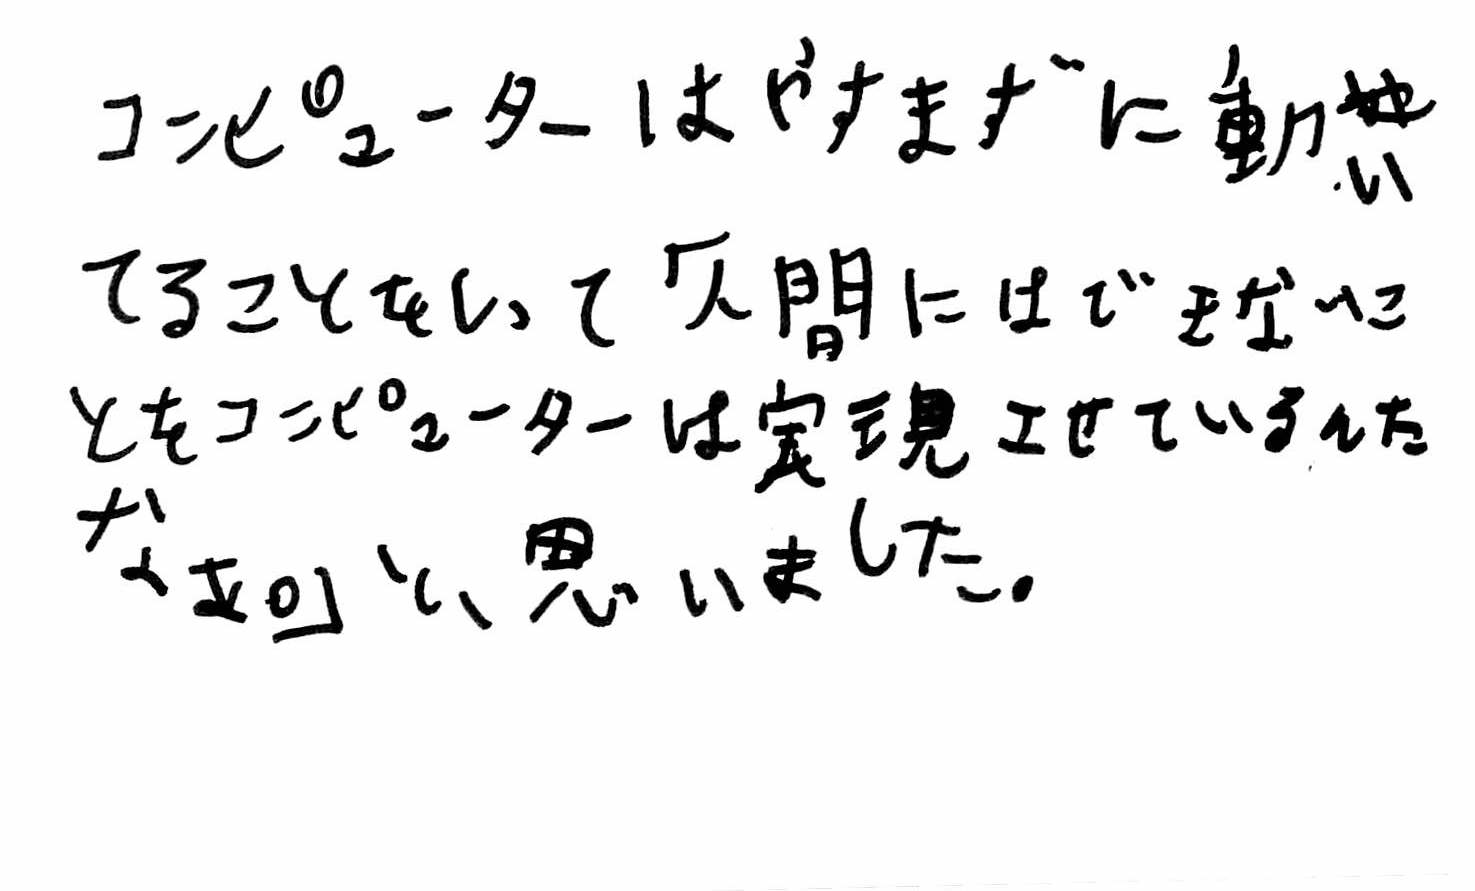 コンピューターはやすまずに動い
てることをしって人間にはできないこ
とをコンピューターは実現させているんだ
なあ。」と、思いました。